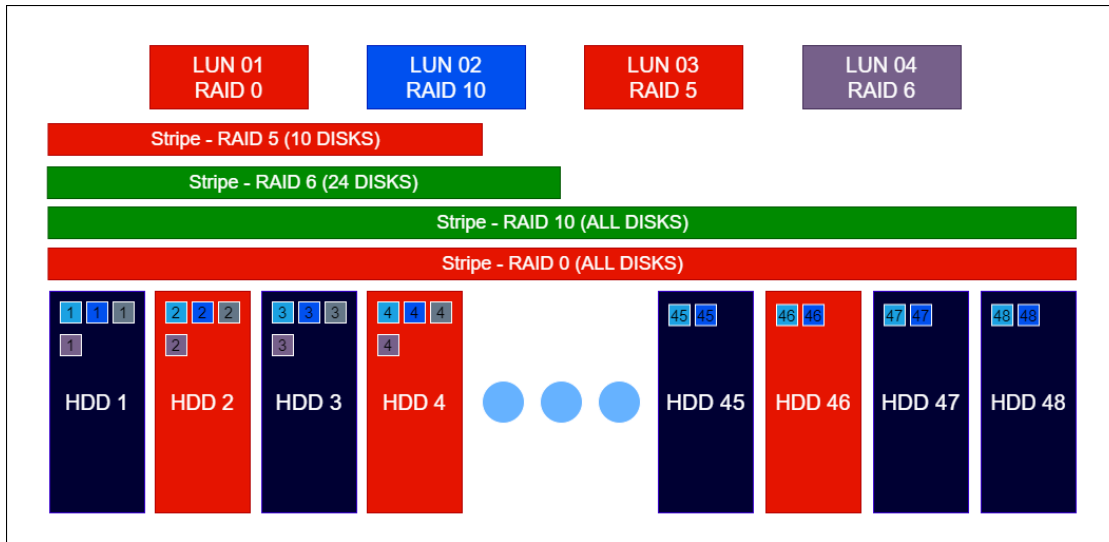 LUN 01
RAID 0
LUN 02
RAID 10
LUN 03
RAID 5
LUN 04
RAID 6
Stripe - RAID 5 (10 DISKS)
Stripe - RAID 6 (24 DISKS)
Stripe - RAID 10 (ALL DISKS)
Stripe - RAID 0 (ALL DISKS)
1 1 1
1
HDD 1
2 2 2
2
HDD 2
3 3 3
3
HDD 3
4 4 4
4
HDD 4
45 45
HDD 45
46 46
HDD 46
47 47
HDD 47
48 48
HDD 48